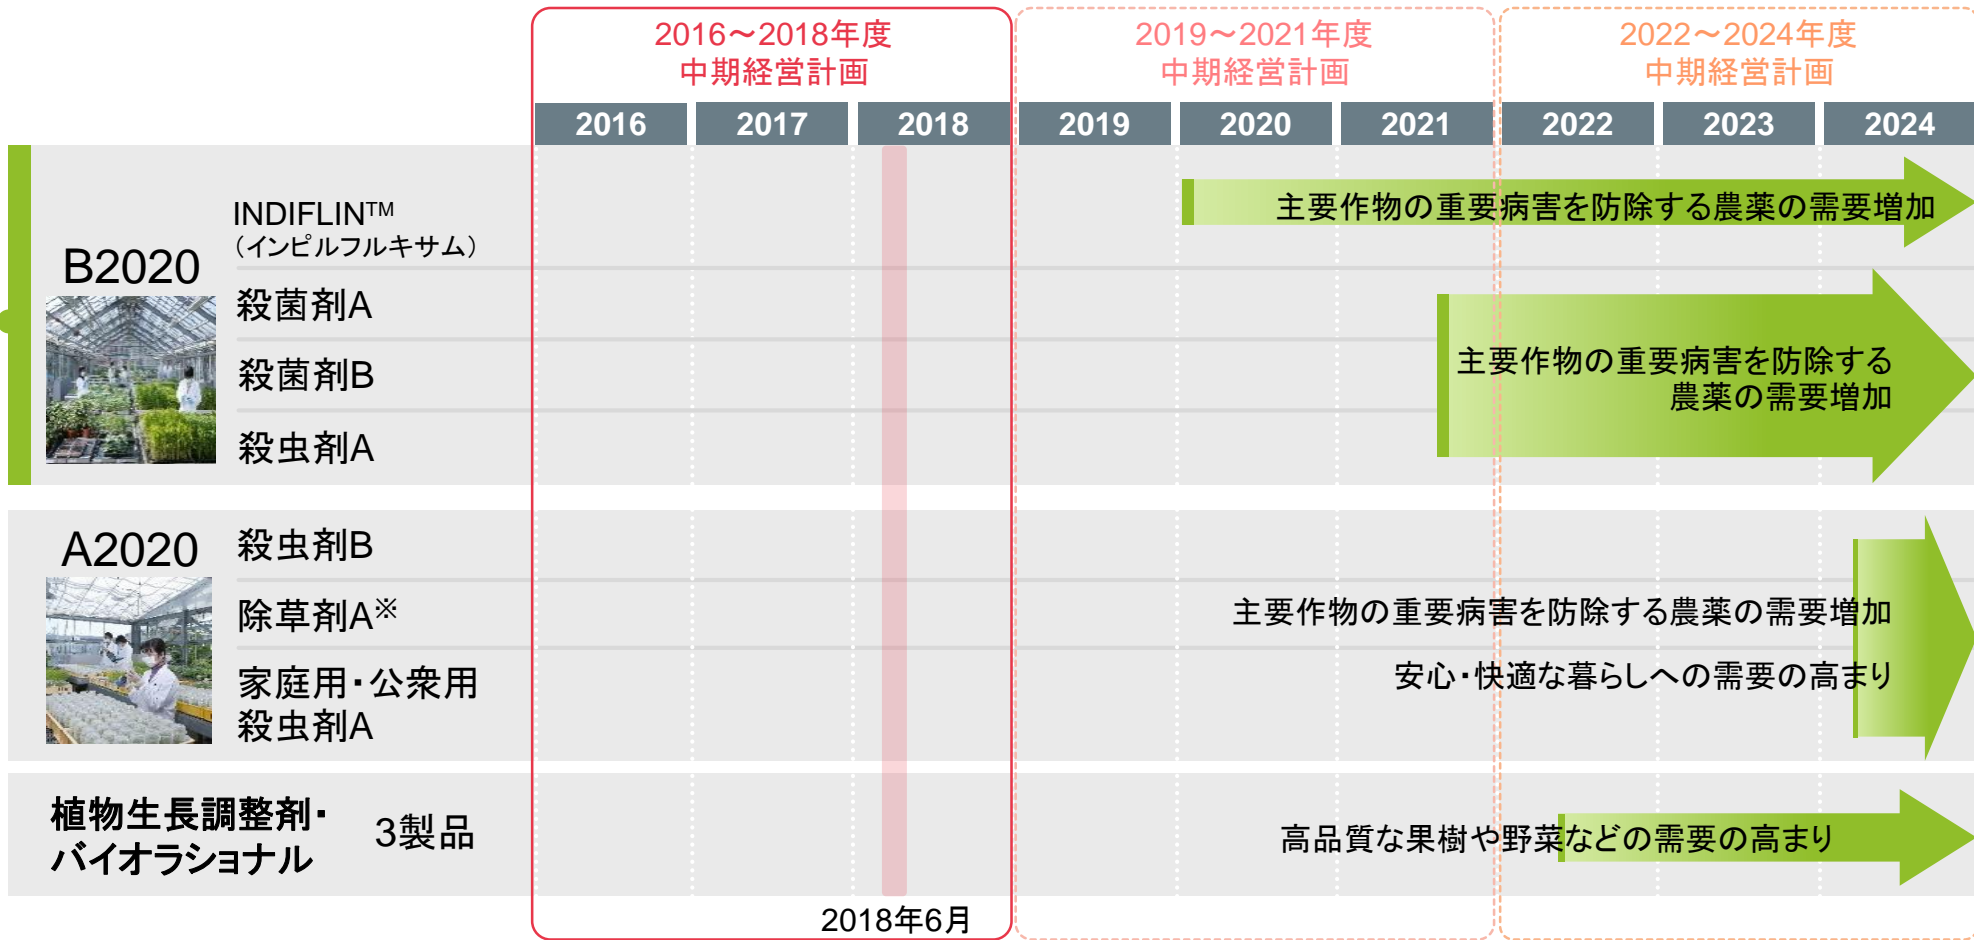 2016～2018年度
中期経営計画
2019～2021年度
中期経営計画
2022～2024年度
中期経営計画
2016
2017
2018
2019
2020
2021
2022
2023
2024
B2020
INDIFLIN™
（インピルフルキサム）
主要作物の重要病害を防除する農薬の需要増加
殺菌剤A
殺菌剤B
殺虫剤A
主要作物の重要病害を防除する
農薬の需要増加
A2020
殺虫剤B
除草剤A※
家庭用・公衆用
殺虫剤A
主要作物の重要病害を防除する農薬の需要増加
安心・快適な暮らしへの需要の高まり
植物生長調整剤・
バイオラショナル
3製品
高品質な果樹や野菜などの需要の高まり
2018年6月